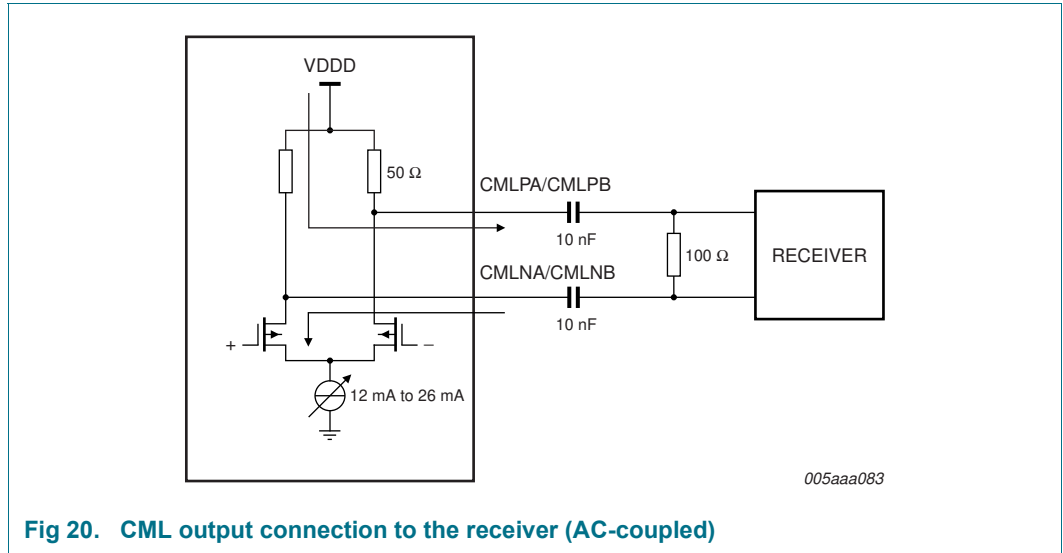 VDDD
50 Ω
CMLPA/CMLPB
10 nF
100 Ω
RECEIVER
CMLNA/CMLNB
10 nF
+
−
12 mA to 26 mA
005aaa083
Fig 20. CML output connection to the receiver (AC-coupled)